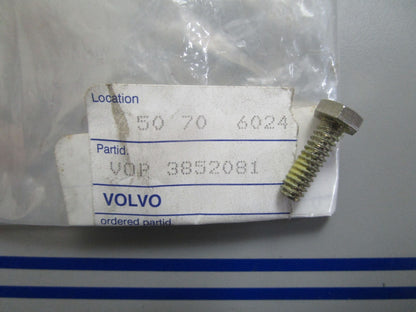 Location
50 70 6024
Partid.
VOP 3852081
VOLVO
ordered partid.